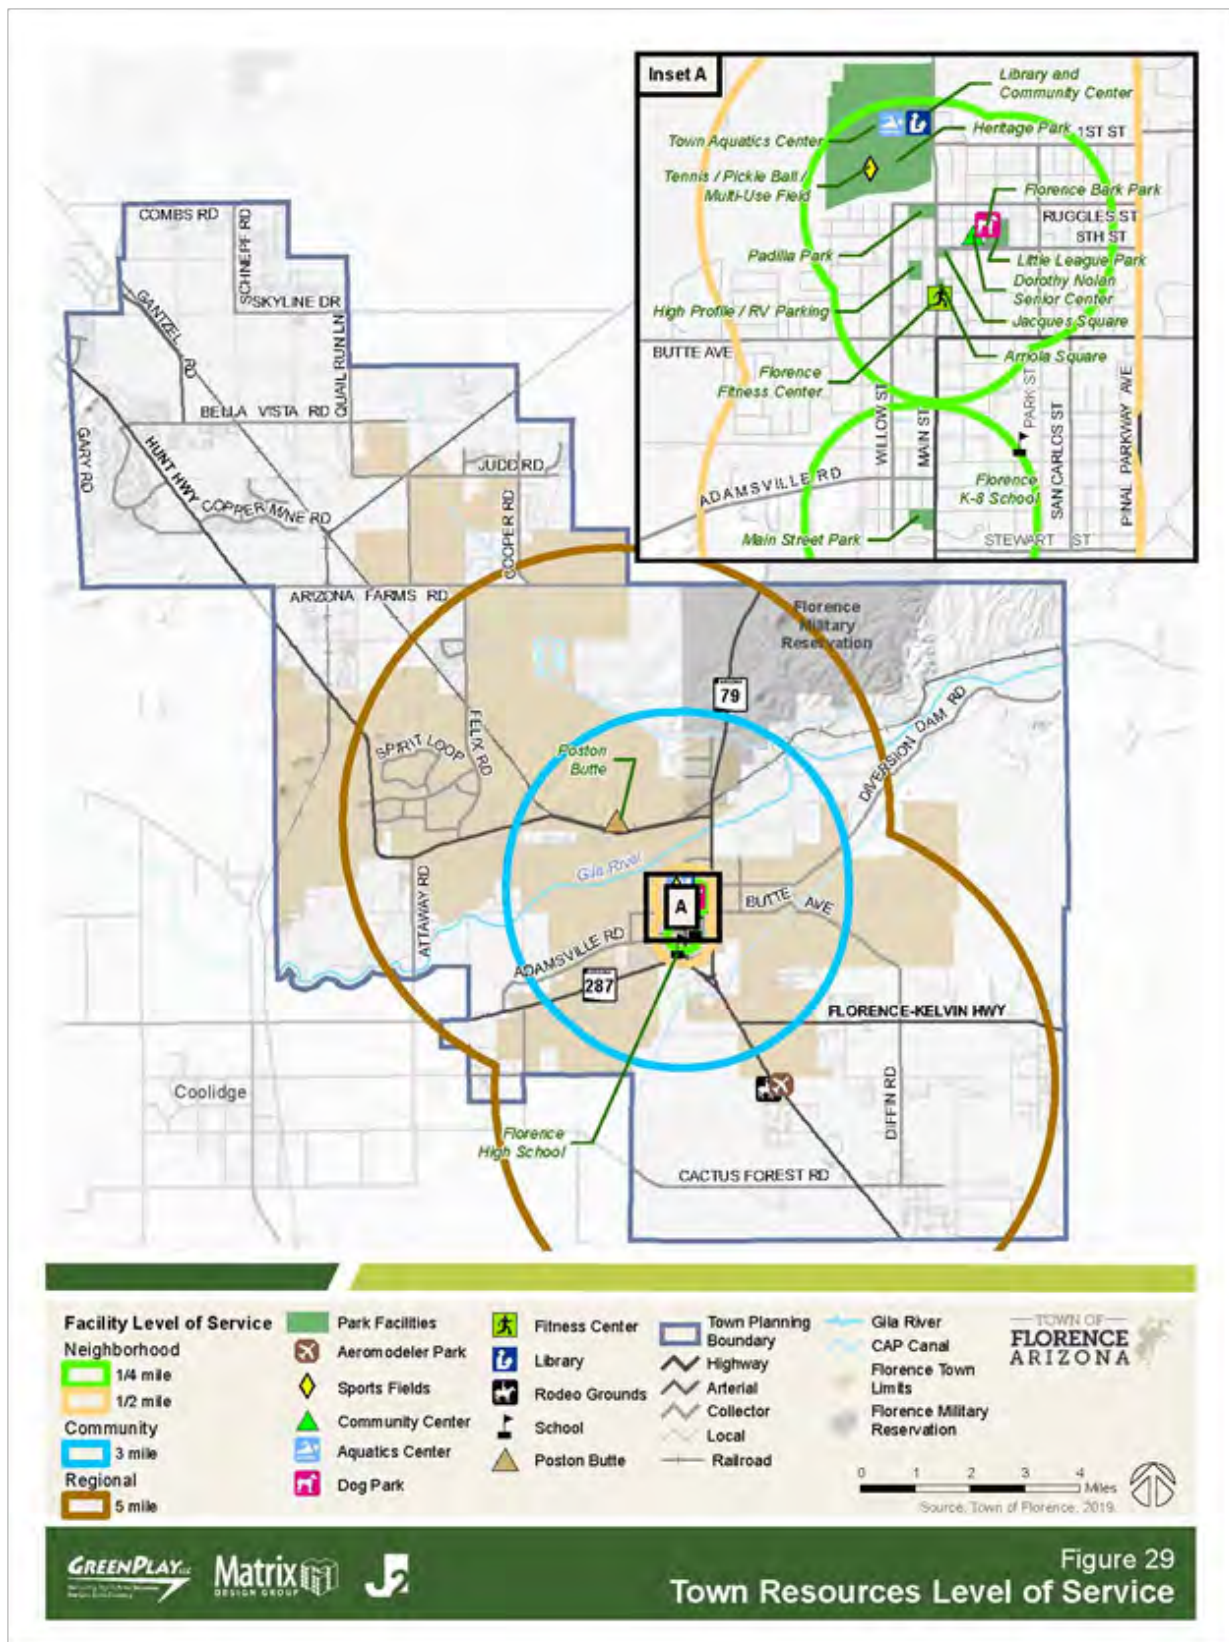 Inset A
Library and
Community Center
Town Aquatics Center
Heritage Park
1ST ST
Tennis / Pickle Ball /
Multi-Use Field
Florence Bark Park
RUGGLES ST
8TH ST
Padilla Park
Little League Park
Dorothy Nolan
Senior Center
High Profile / RV Parking
Jacques Square
BUTTE AVE
Arriola Square
Florence
Fitness Center
WILLOW ST
MAIN ST
PARK ST
SAN CARLOS ST
PINAL PARKWAY AVE
ADAMSVILLE RD
Florence
K-8 School
Main Street Park
STEWART ST
COMBS RD
SCHNEPF RD
GANTZEL RD
SKYLINE DR
QUAIL RUN LN
BELLA VISTA RD
GARY RD
HUNT HWY
JUDD RD
COPPER MINE RD
COOPER RD
ARIZONA FARMS RD
Florence
Military
Reservation
79
SPIRIT LOOP
FELIX RD
Poston
Butte
DIVERSION DAM RD
Gila River
A
BUTTE AVE
ATTAWAY RD
ADAMSVILLE RD
287
FLORENCE-KELVIN HWY
Coolidge
DIFFIN RD
Florence
High School
CACTUS FOREST RD
Facility Level of Service
Neighborhood
1/4 mile
1/2 mile
Community
3 mile
Regional
5 mile
Park Facilities
Aeromodeler Park
Sports Fields
Community Center
Aquatics Center
Dog Park
Fitness Center
Library
Rodeo Grounds
School
Poston Butte
Town Planning
Boundary
Highway
Arterial
Collector
Local
Railroad
Gila River
CAP Canal
Florence Town
Limits
Florence Military
Reservation
TOWN OF
FLORENCE
ARIZONA
0 1 2 3 4
Miles
Source, Town of Florence, 2019.
GREENPLAY LLC
Matrix
DESIGN GROUP
J2
Figure 29
Town Resources Level of Service